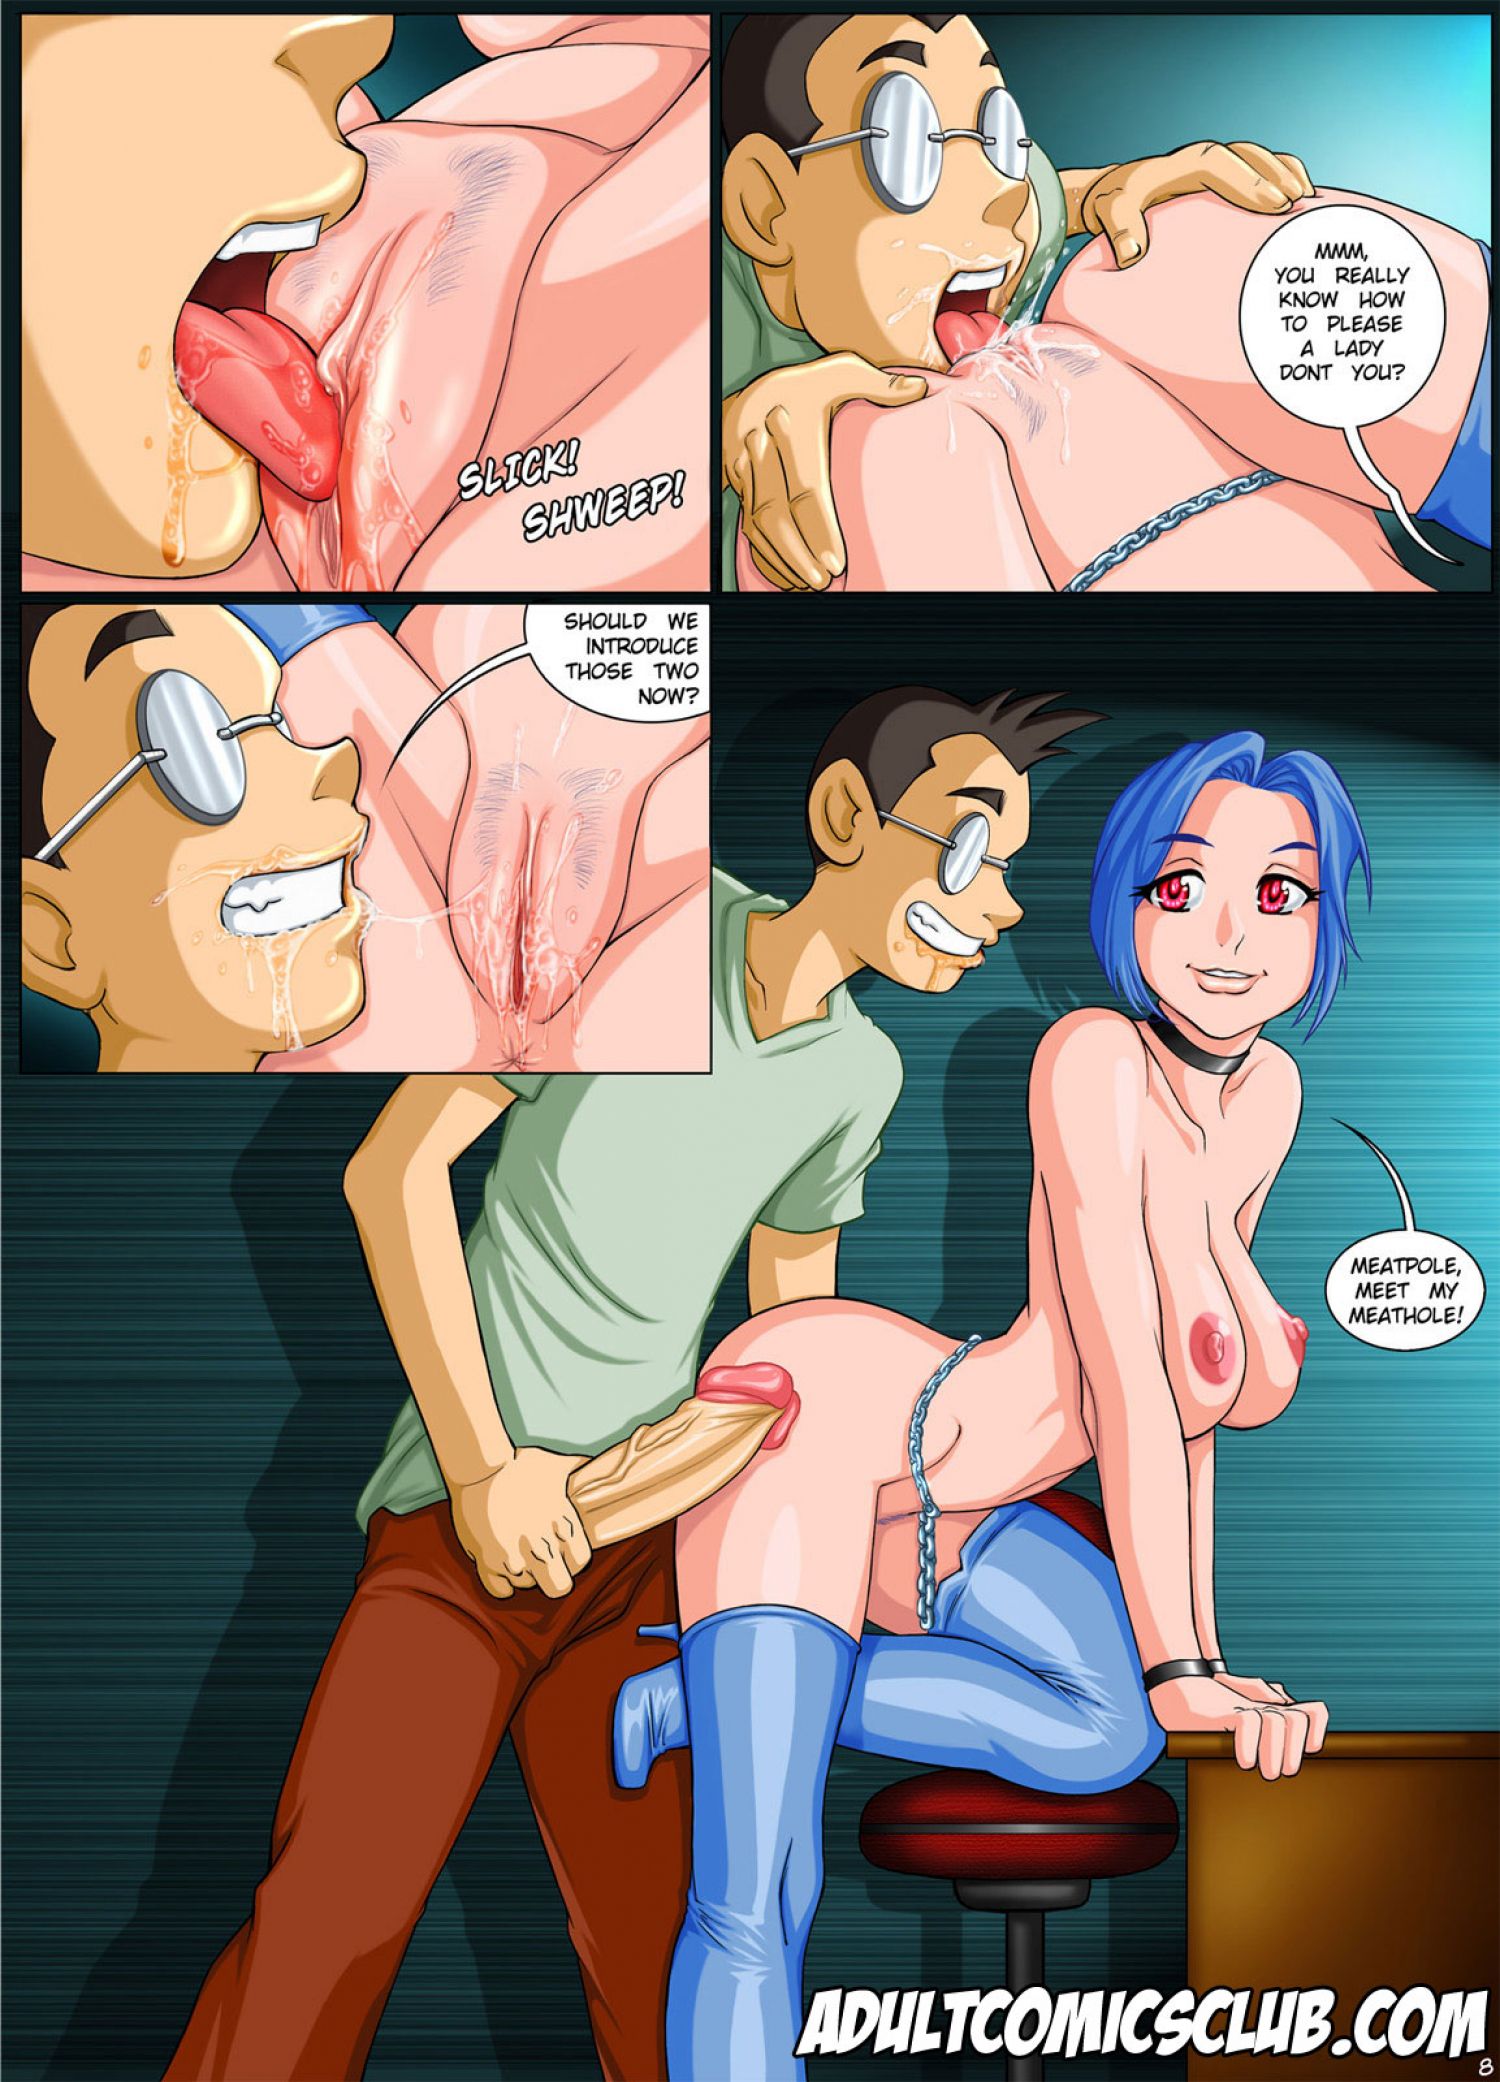 SLICK!
SHWEEP!
MMM,
YOU REALLY
KNOW HOW
TO PLEASE
A LADY
DONT YOU?
SHOULD WE
INTRODUCE
THOSE TWO
NOW?
MEATPOLE,
MEET MY
MEATHOLE!
ADULTCOMICSCLUB.COM
8